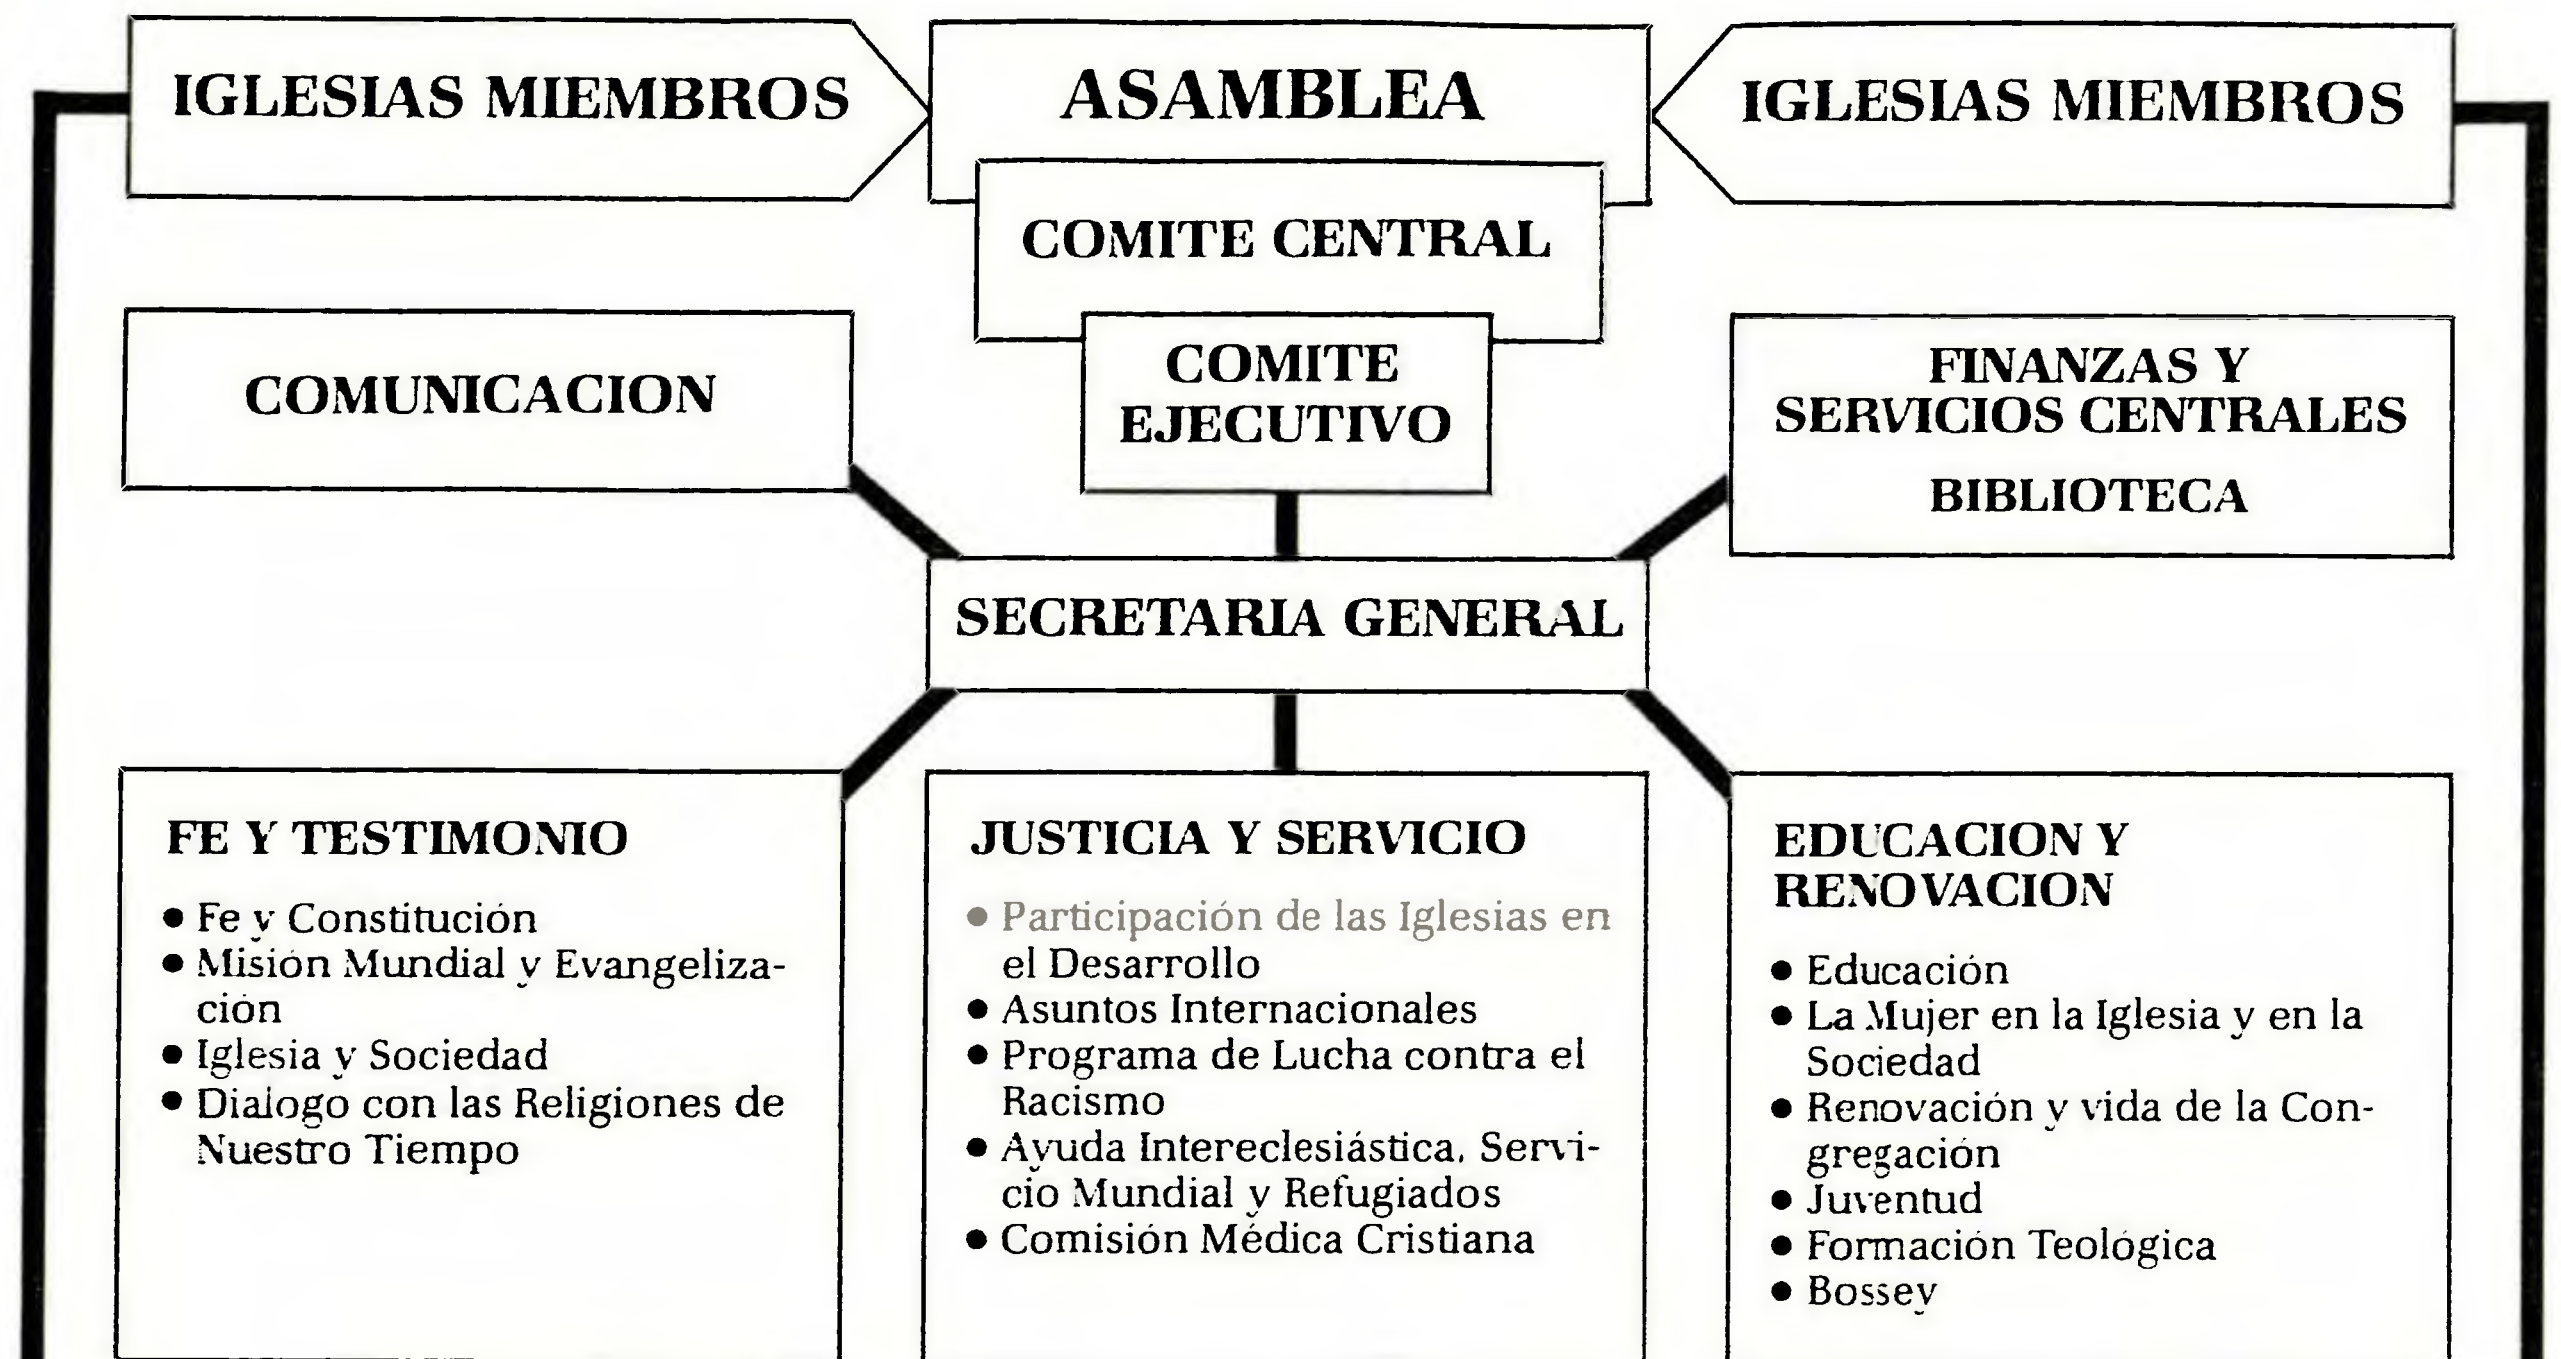 IGLESIAS MIEMBROS
ASAMBLEA
IGLESIAS MIEMBROS
COMITE CENTRAL
COMUNICACION
COMITE
EJECUTIVO
FINANZAS Y
SERVICIOS CENTRALES
BIBLIOTECA
SECRETARIA GENERAL
FE Y TESTIMONIO
● Fe y Constitución
● Misión Mundial y Evangeliza-
ción
● Iglesia y Sociedad
● Dialogo con las Religiones de
Nuestro Tiempo
JUSTICIA Y SERVICIO
● Participación de las Iglesias en
el Desarrollo
● Asuntos Internacionales
● Programa de Lucha contra el
Racismo
● Ayuda Intereclesiástica, Servi-
cio Mundial y Refugiados
● Comisión Médica Cristiana
EDUCACION Y
RENOVACION
● Educación
● La Mujer en la Iglesia y en la
Sociedad
● Renovación y vida de la Con-
gregación
● Juventud
● Formación Teológica
● Bossey